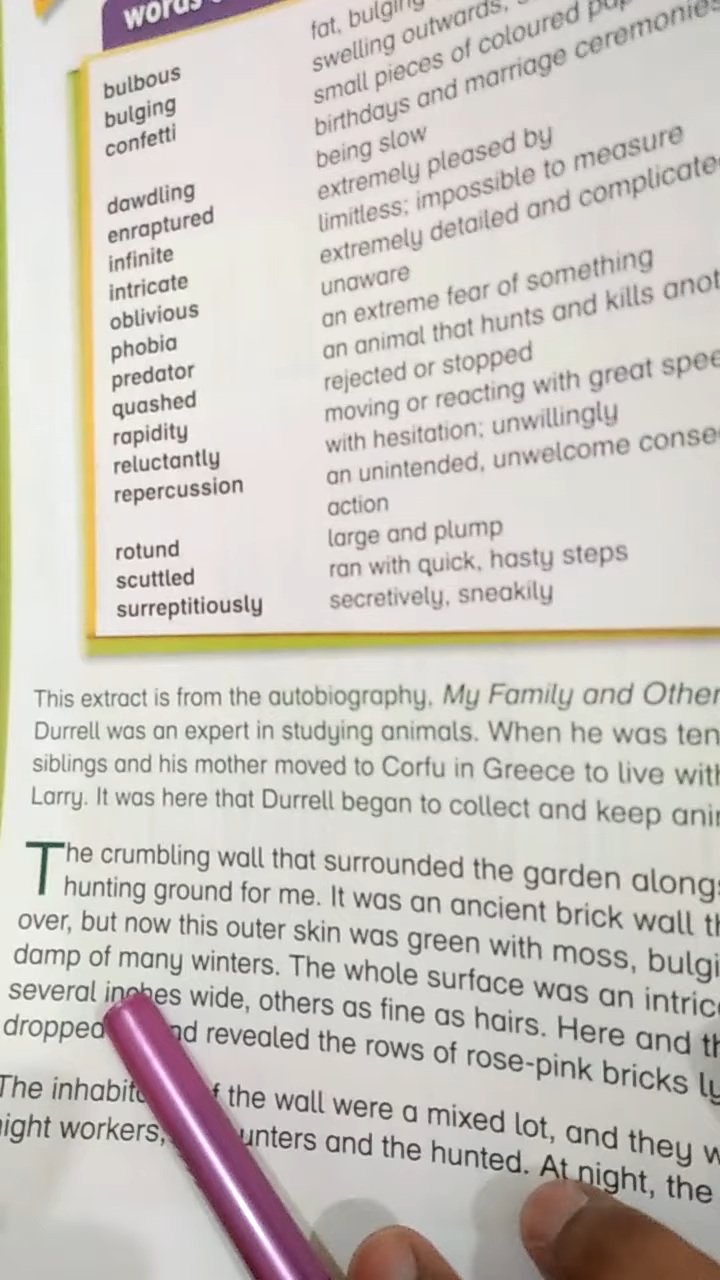 words
bulbous fat, bulging
bulging swelling outwards,
confetti small pieces of coloured
birthdays and marriage ceremonies
dawdling being slow
enraptured extremely pleased by
infinite limitless; impossible to measure
intricate extremely detailed and complicate
oblivious unaware
phobia an extreme fear of something
predator an animal that hunts and kills anot
quashed rejected or stopped
rapidity moving or reacting with great spee
reluctantly with hesitation; unwillingly
repercussion an unintended, unwelcome conse
action
rotund large and plump
scuttled ran with quick, hasty steps
surreptitiously secretively, sneakily
This extract is from the autobiography, My Family and Other
Durrell was an expert in studying animals. When he was ten
siblings and his mother moved to Corfu in Greece to live with
Larry. It was here that Durrell began to collect and keep ani
The crumbling wall that surrounded the garden along
hunting ground for me. It was an ancient brick wall th
over, but now this outer skin was green with moss, bulgi
damp of many winters. The whole surface was an intric
several inches wide, others as fine as hairs. Here and th
dropped nd revealed the rows of rose-pink bricks ly
The inhabit f the wall were a mixed lot, and they w
ight workers, unters and the hunted. At night, the